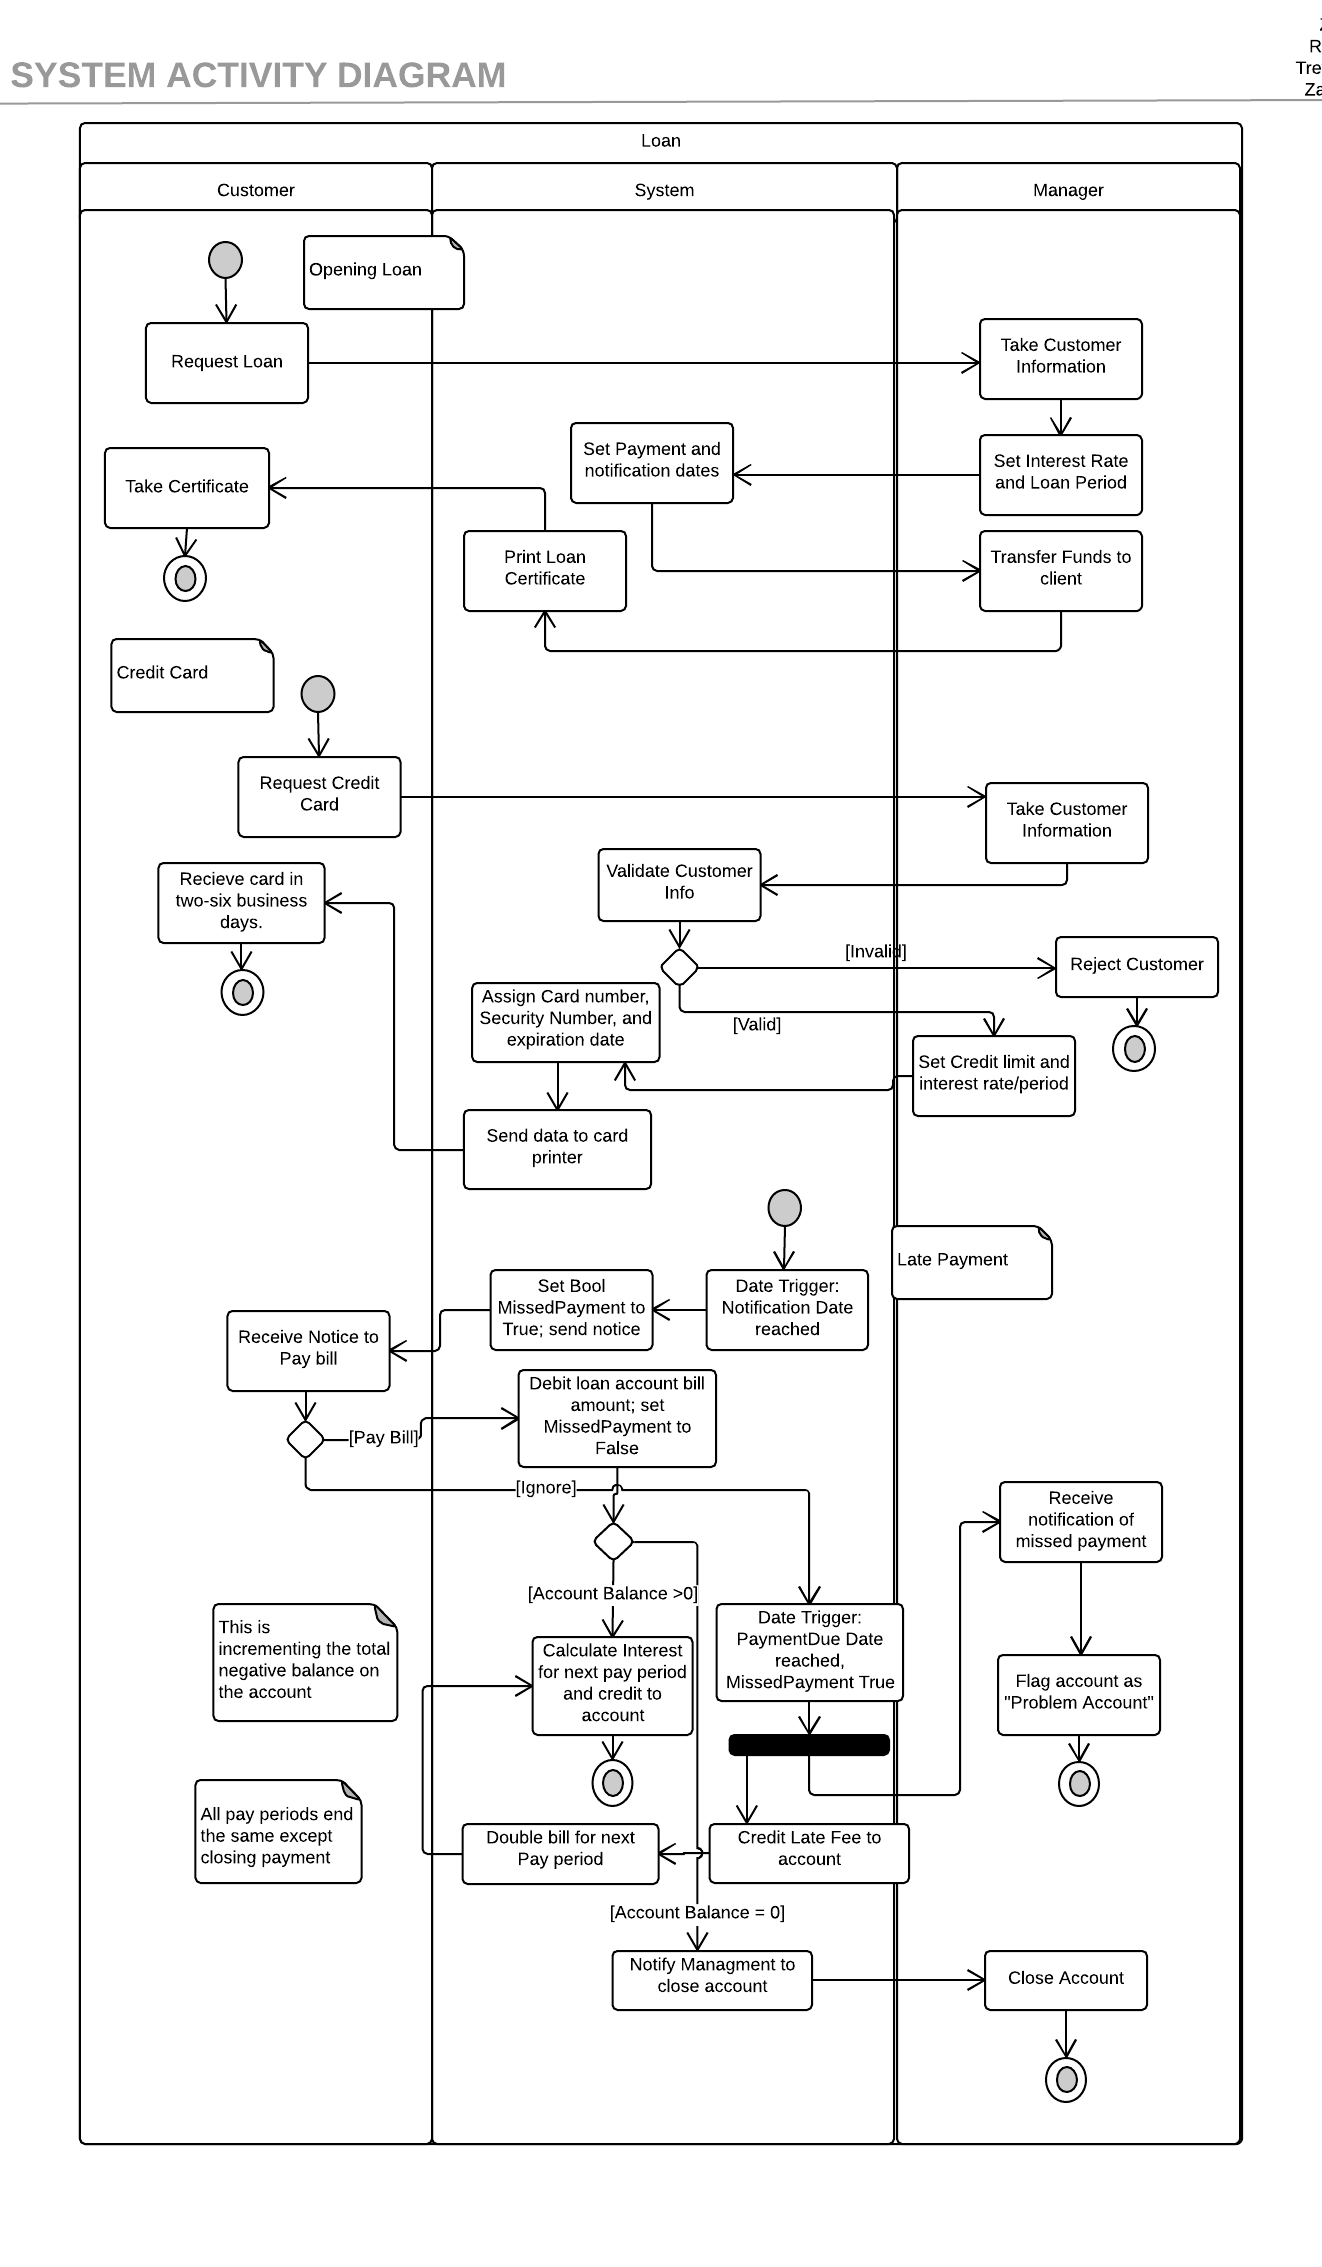 Z
R
Tre
Za
SYSTEM ACTIVITY DIAGRAM
Loan
Customer
System
Manager
Opening Loan
Request Loan
Take Customer
Information
Set Payment and
notification dates
Set Interest Rate
and Loan Period
Take Certificate
Print Loan
Certificate
Transfer Funds to
client
Credit Card
Request Credit
Card
Take Customer
Information
Validate Customer
Info
Recieve card in
two-six business
days.
[Invalid]
Reject Customer
Assign Card number,
Security Number, and
expiration date
[Valid]
Set Credit limit and
interest rate/period
Send data to card
printer
Late Payment
Set Bool
MissedPayment to
True; send notice
Date Trigger:
Notification Date
reached
Receive Notice to
Pay bill
Debit loan account bill
amount; set
MissedPayment to
False
[Pay Bill]
[Ignore]
Receive
notification of
missed payment
[Account Balance >0]
Date Trigger:
PaymentDue Date
reached,
MissedPayment True
This is
incrementing the total
negative balance on
the account
Calculate Interest
for next pay period
and credit to
account
Flag account as
"Problem Account"
All pay periods end
the same except
closing payment
Double bill for next
Pay period
Credit Late Fee to
account
[Account Balance = 0]
Notify Managment to
close account
Close Account